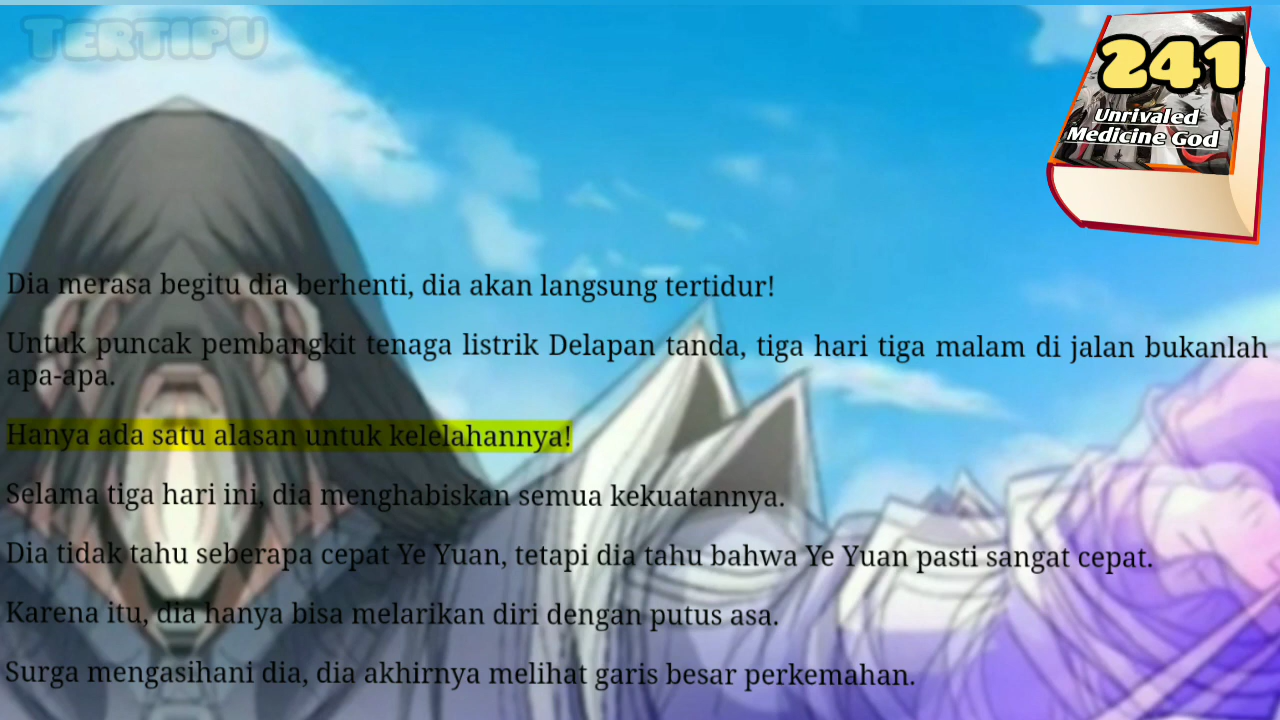 TERTIPU
241
Unrivaled
Medicine God
Dia merasa begitu dia berhenti, dia akan langsung tertidur!
Untuk puncak pembangkit tenaga listrik Delapan tanda, tiga hari tiga malam di jalan bukanlah
apa-apa.
Hanya ada satu alasan untuk kelelahannya!
Selama tiga hari ini, dia menghabiskan semua kekuatannya.
Dia tidak tahu seberapa cepat Ye Yuan, tetapi dia tahu bahwa Ye Yuan pasti sangat cepat.
Karena itu, dia hanya bisa melarikan diri dengan putus asa.
Surga mengasihani dia, dia akhirnya melihat garis besar perkemahan.